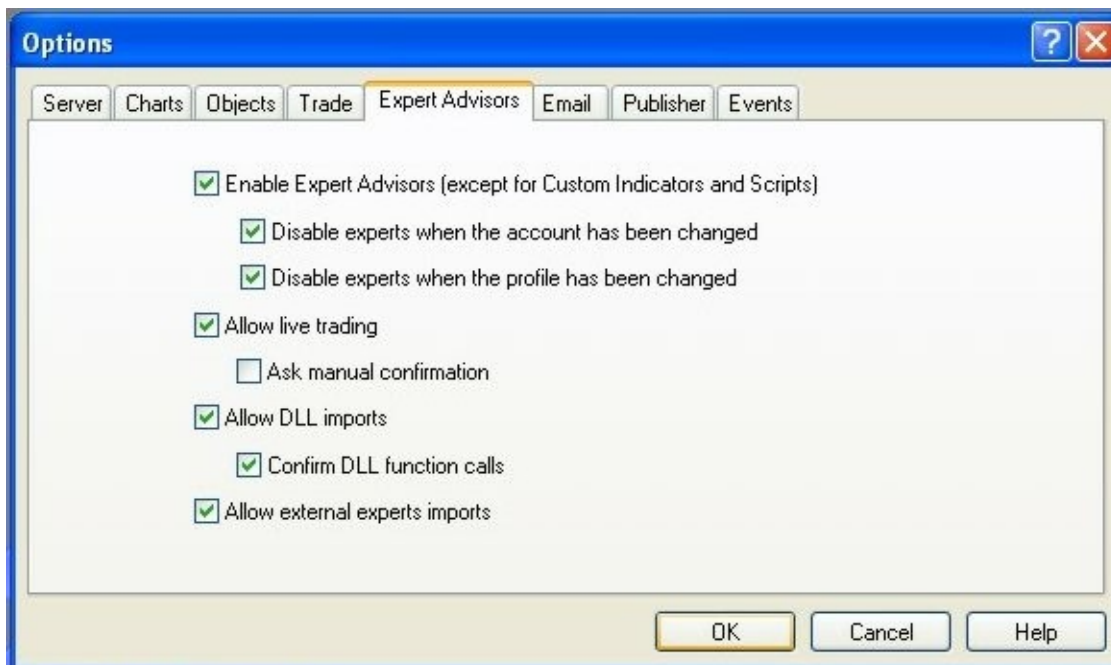 Options
Server Charts Objects Trade Expert Advisors Email Publisher Events
Enable Expert Advisors (except for Custom Indicators and Scripts)
Disable experts when the account has been changed
Disable experts when the profile has been changed
Allow live trading
Ask manual confirmation
Allow DLL imports
Confirm DLL function calls
Allow external experts imports
OK Cancel Help